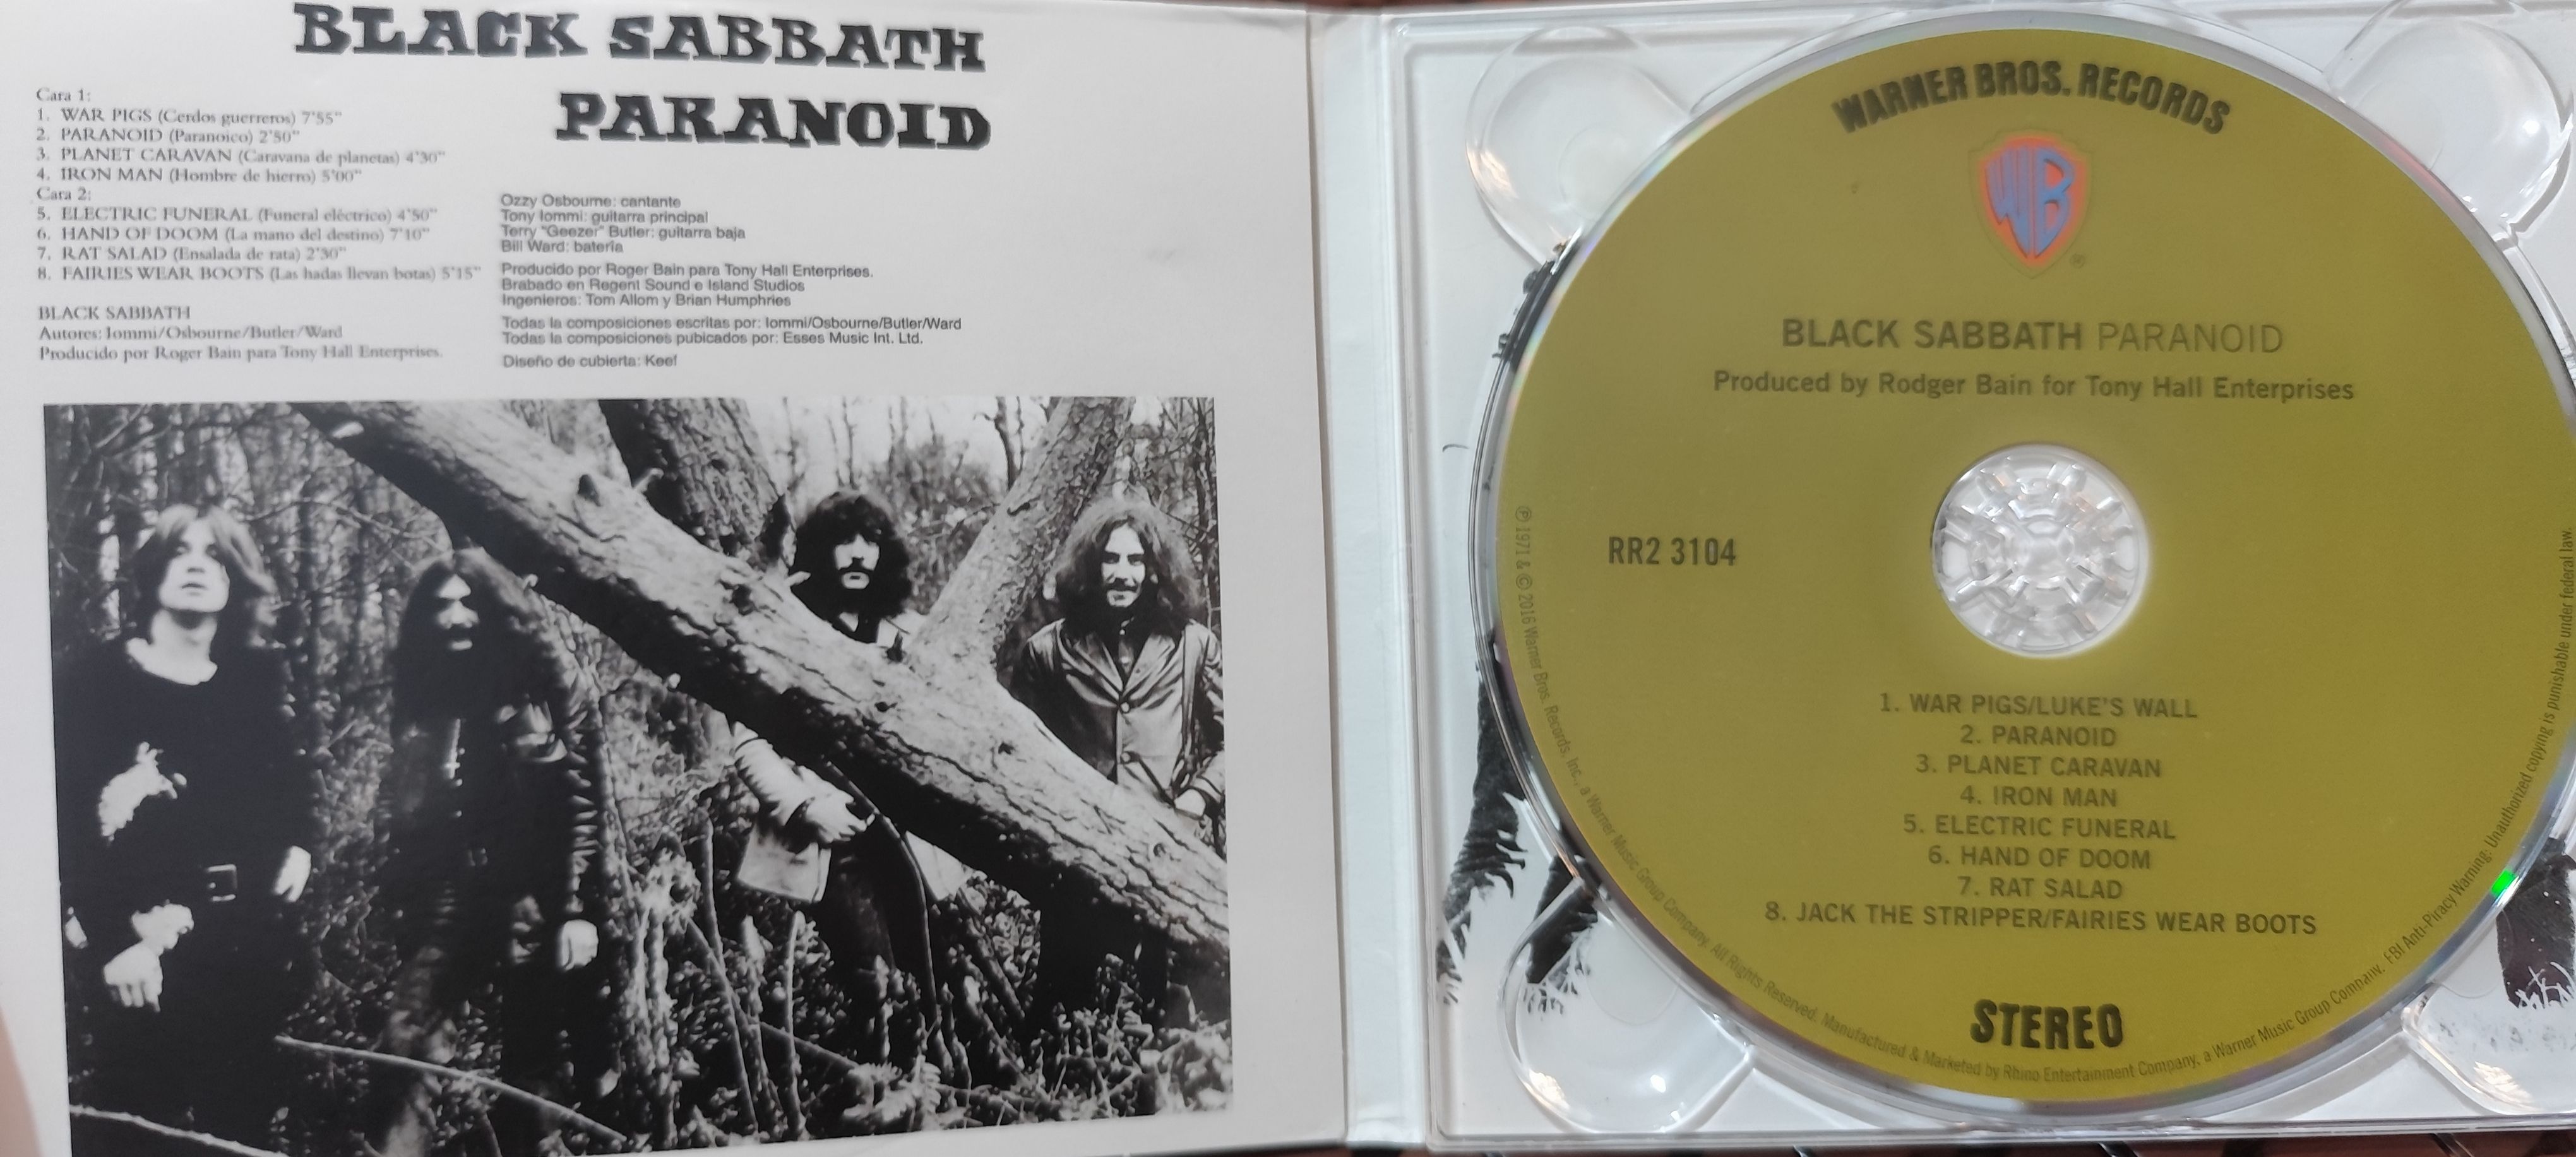 BLACK SABBATH
PARANOID
Cara 1:
1. WAR PIGS (Cerdos guerreros) 7'55"
2. PARANOID (Paranoico) 2'50"
3. PLANET CARAVAN (Caravana de planetas) 4'30"
4. IRON MAN (Hombre de hierro) 5'00"
Cara 2:
5. ELECTRIC FUNERAL (Funeral eléctrico) 4'50"
6. HAND OF DOOM (La mano del destino) 7'10"
7. RAT SALAD (Ensalada de rata) 2'30"
8. FAIRIES WEAR BOOTS (Las hadas llevan botas) 5'15"
BLACK SABBATH
Autores: Iommi/Osbourne/Butler/Ward
Producido por Roger Bain para Tony Hall Enterprises.
Ozzy Osbourne: cantante
Tony Iommi: guitarra principal
Terry "Geezer" Butler: guitarra baja
Bill Ward: batería
Producido por Roger Bain para Tony Hall Enterprises.
Brabado en Regent Sound e Island Studios
Ingenieros: Tom Allom y Brian Humphries
Todas la composiciones escritas por: Iommi/Osbourne/Butler/Ward
Todas la composiciones pubicados por: Esses Music Int. Ltd.
Diseño de cubierta: Keef
WARNER BROS. RECORDS
WB
®
BLACK SABBATH PARANOID
Produced by Rodger Bain for Tony Hall Enterprises
RR2 3104
1. WAR PIGS/LUKE'S WALL
2. PARANOID
3. PLANET CARAVAN
4. IRON MAN
5. ELECTRIC FUNERAL
6. HAND OF DOOM
7. RAT SALAD
8. JACK THE STRIPPER/FAIRIES WEAR BOOTS
STEREO
℗ 1971 & © 2016 Warner Bros. Records, Inc., a Warner Music Group Company. All Rights Reserved. Manufactured & Marketed by Rhino Entertainment Company, a Warner Music Group Company. FBI Anti-Piracy Warning: Unauthorized copying is punishable under federal law